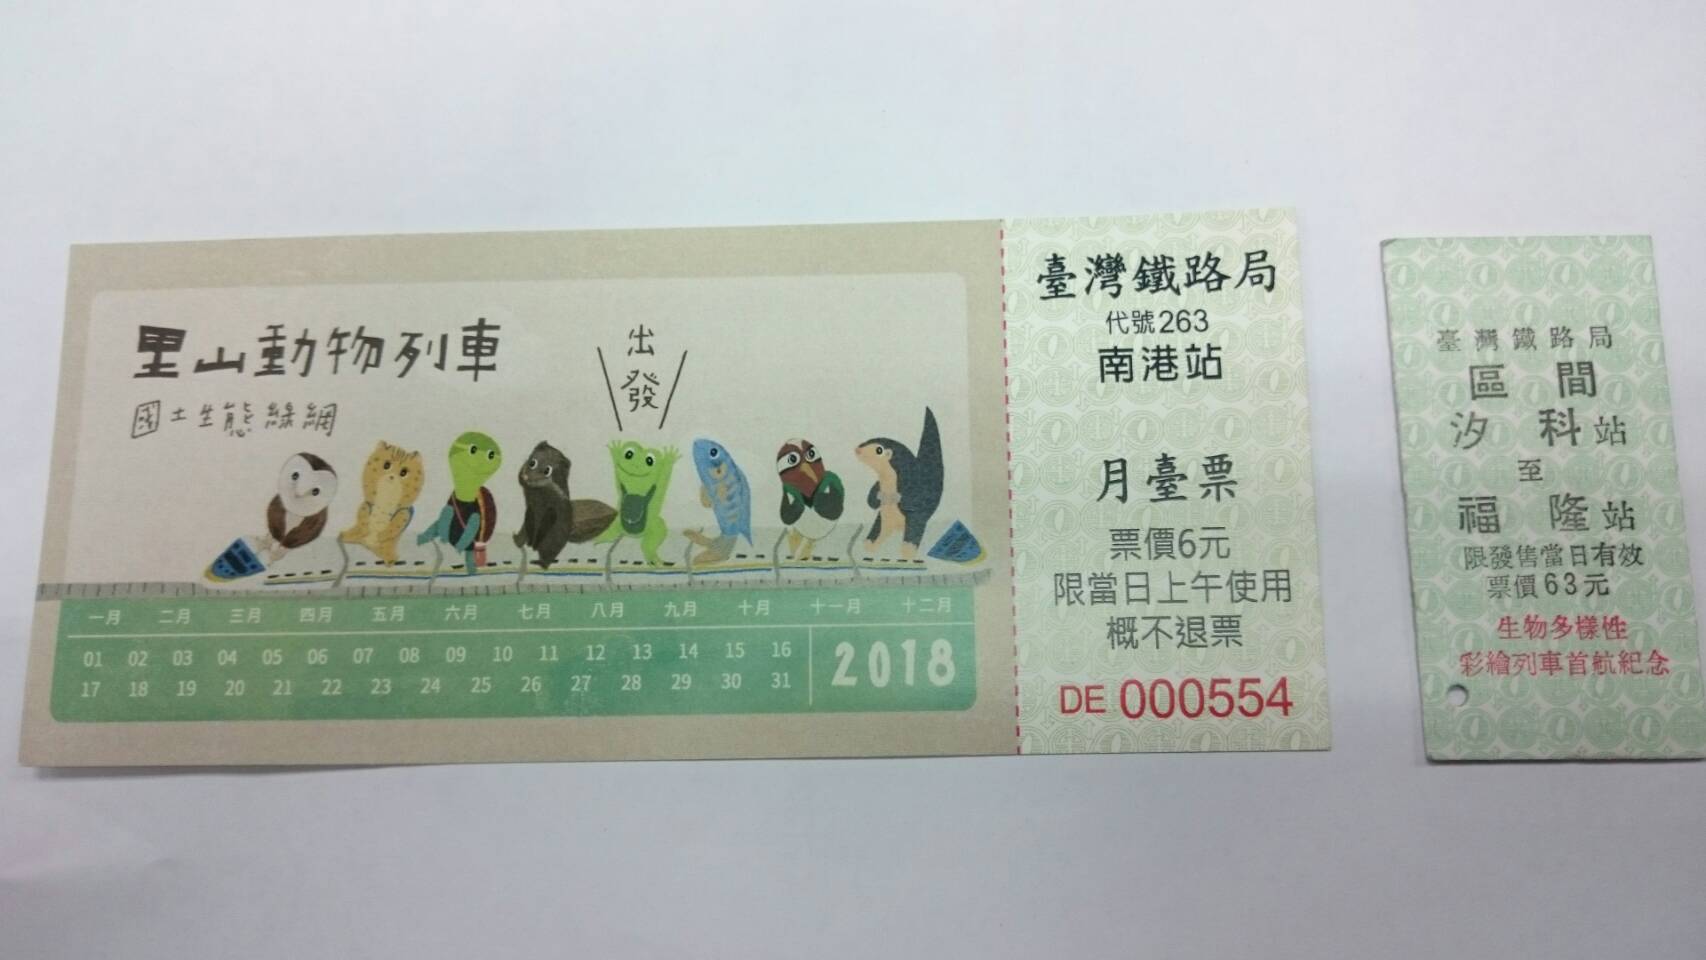 里山動物列車
國土生態綠網
出發
一月 二月 三月 四月 五月 六月 七月 八月 九月 十月 十一月 十二月
01 02 03 04 05 06 07 08 09 10 11 12 13 14 15 16
17 18 19 20 21 22 23 24 25 26 27 28 29 30 31
2018
臺灣鐵路局
代號263
南港站
月臺票
票價6元
限當日上午使用
概不退票
DE 000554
臺灣鐵路局
區間
汐科站
至
福隆站
限發售當日有效
票價63元
生物多樣性
彩繪列車首航紀念